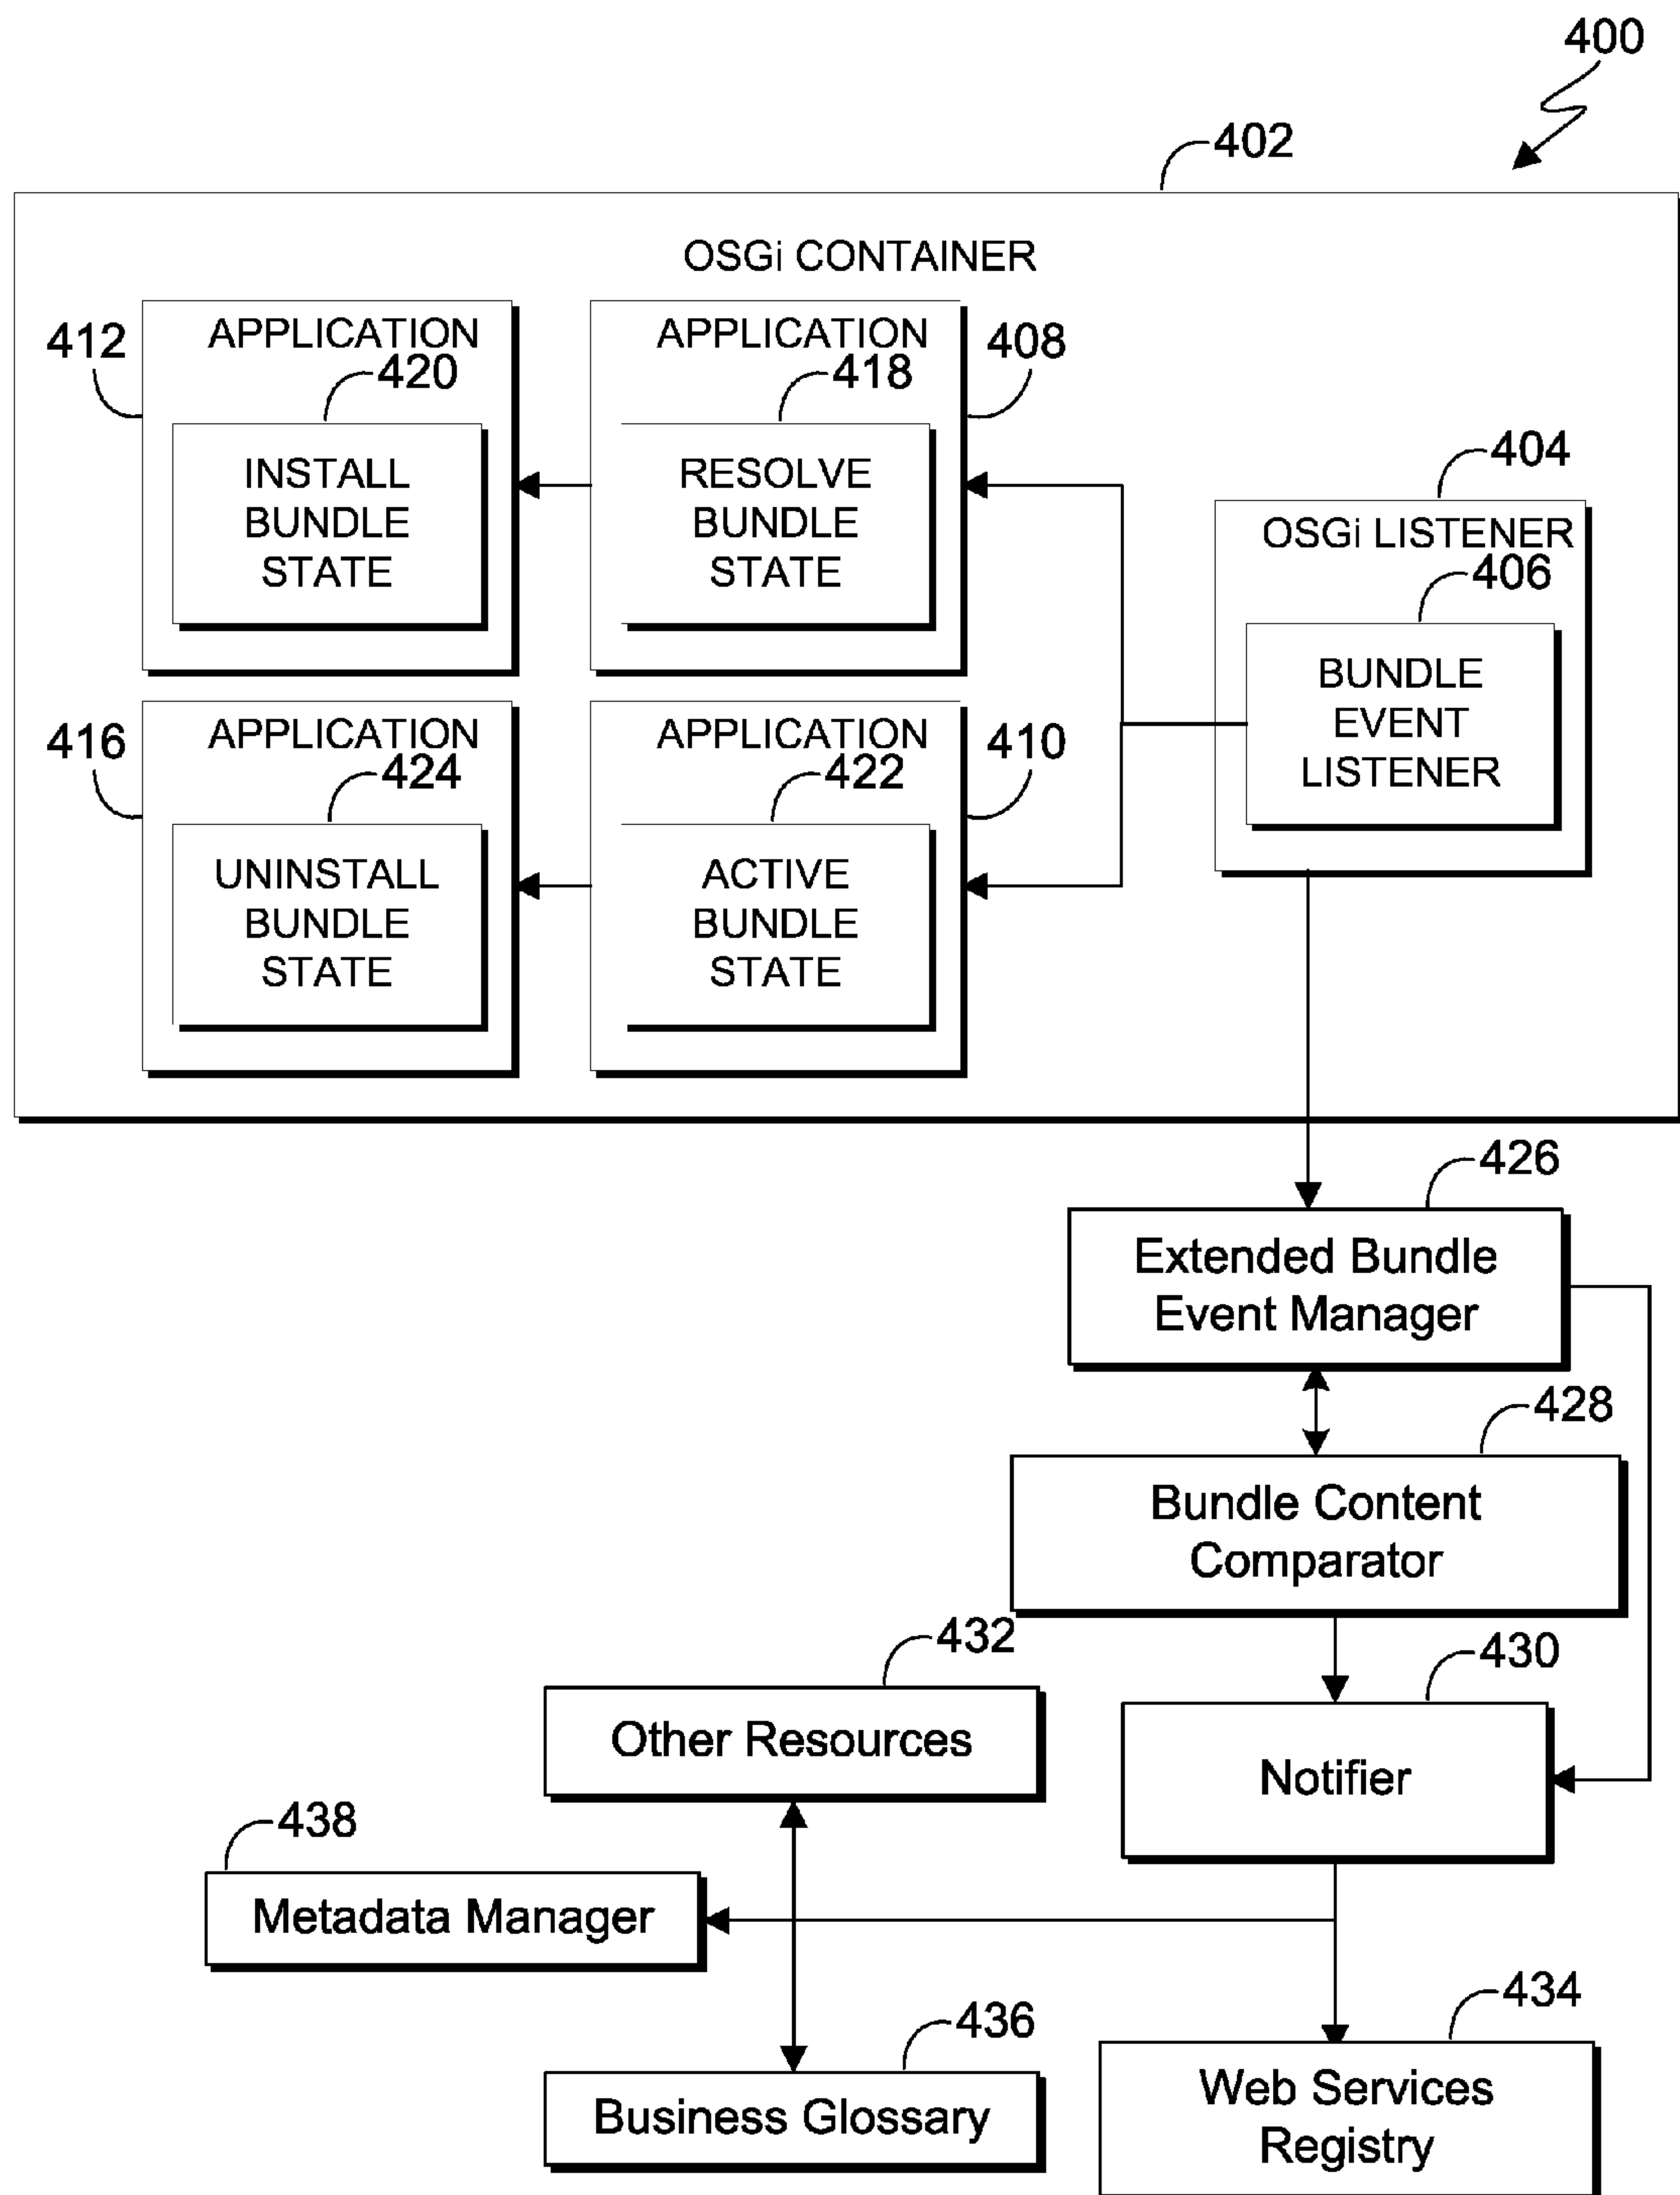 400
402
OSGi CONTAINER
412
APPLICATION
420
INSTALL
BUNDLE
STATE
APPLICATION
418
RESOLVE
BUNDLE
STATE
408
404
OSGi LISTENER
406
BUNDLE
EVENT
LISTENER
416
APPLICATION
424
UNINSTALL
BUNDLE
STATE
APPLICATION
422
ACTIVE
BUNDLE
STATE
410
426
Extended Bundle
Event Manager
428
Bundle Content
Comparator
432
Other Resources
430
Notifier
438
Metadata Manager
436
Business Glossary
434
Web Services
Registry